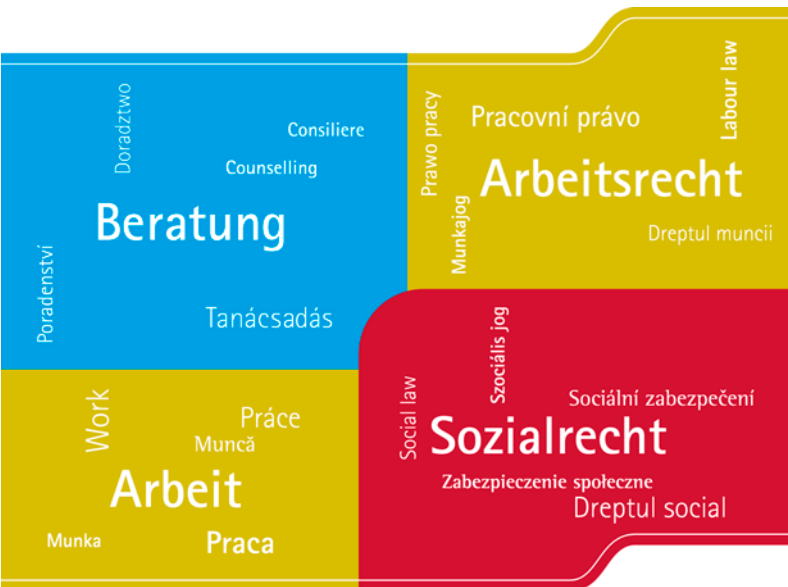 Doradztwo
Consiliere
Counselling
Beratung
Poradenství
Tanácsadás
Labour law
Prawo pracy
Pracovní právo
Arbeitsrecht
Munkajog
Dreptul muncii
Work
Práce
Muncă
Arbeit
Munka
Praca
Szociális jog
Social law
Sociální zabezpečení
Sozialrecht
Zabezpieczenie społeczne
Dreptul social